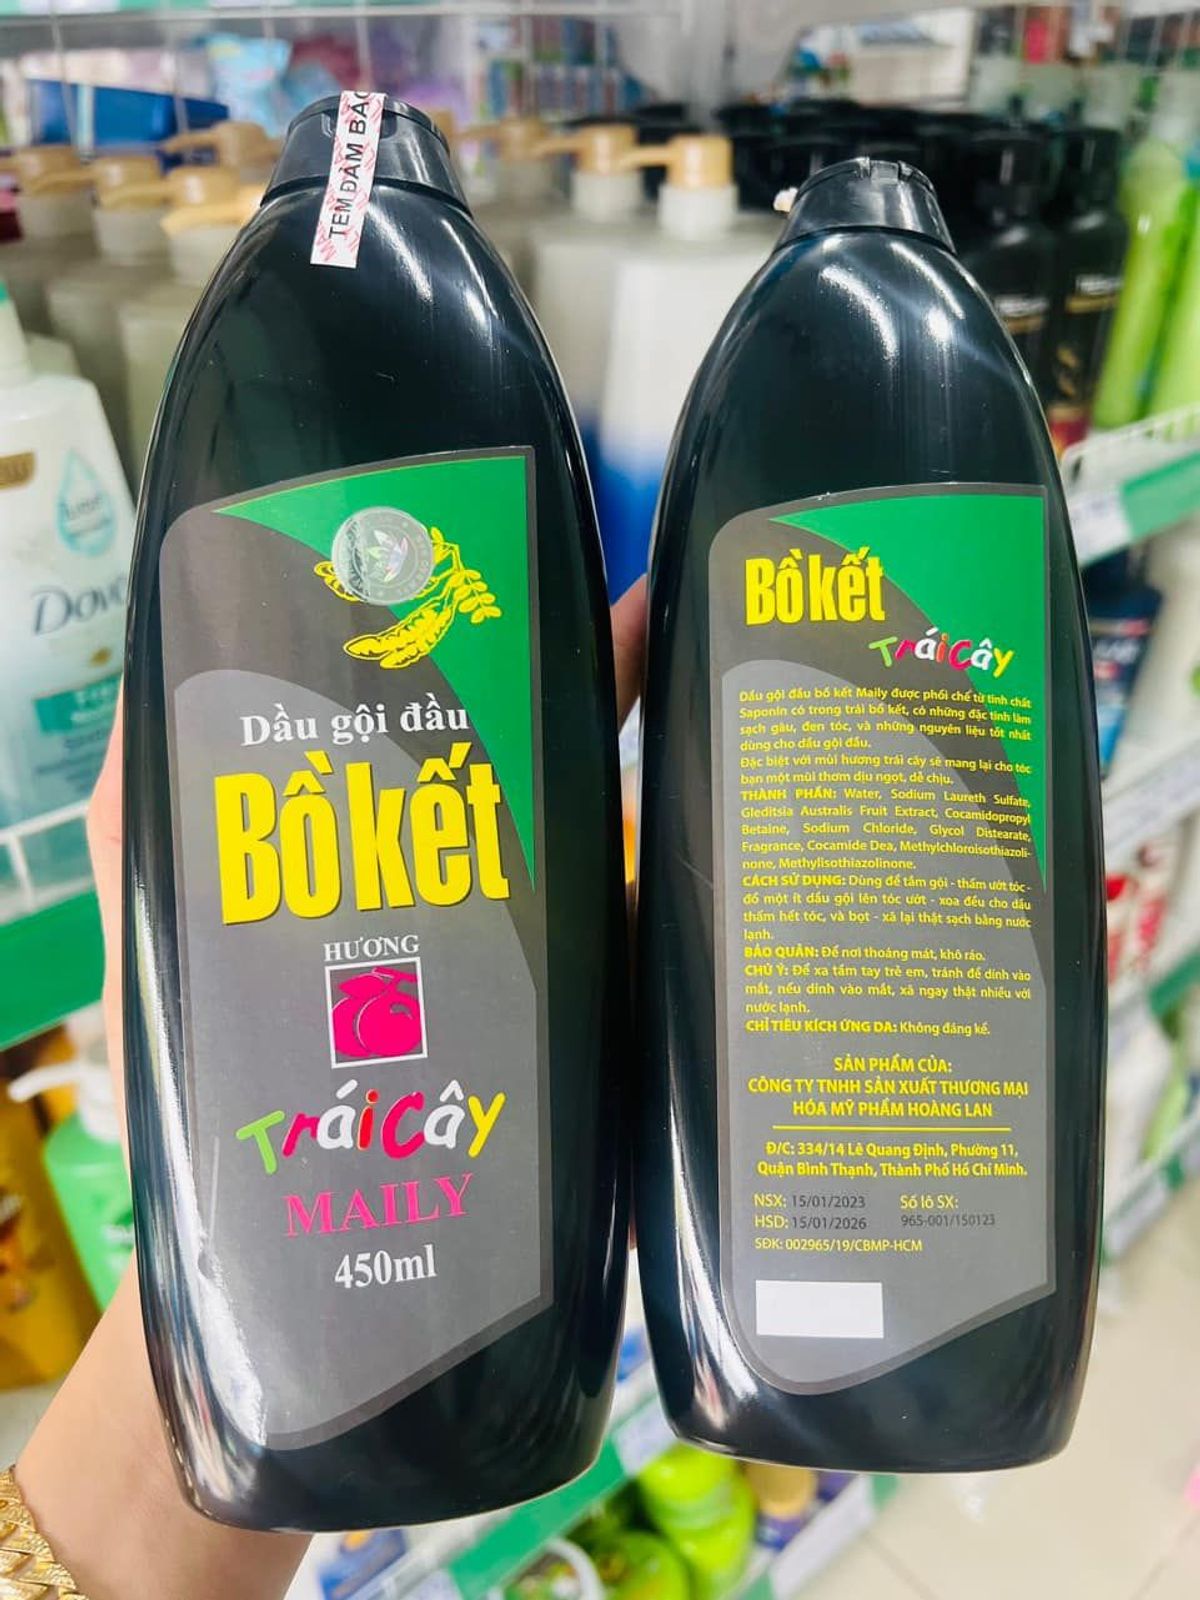 TEM ĐẢM BẢO
Dầu gội đầu
Bồ kết
HƯƠNG
Trái Cây
MAILY
450ml
Bồ kết
Trái Cây
Dầu gội đầu bồ kết Maily được phối chế từ tinh chất
Saponin có trong trái bồ kết, có những đặc tính làm
sạch gàu, đen tóc, và những nguyên liệu tốt nhất
dùng cho dầu gội đầu.
Đặc biệt với mùi hương trái cây sẽ mang lại cho tóc
bạn một mùi thơm dịu ngọt, dễ chịu.
THÀNH PHẦN: Water, Sodium Laureth Sulfate,
Gleditsia Australis Fruit Extract, Cocamidopropyl
Betaine, Sodium Chloride, Glycol Distearate,
Fragrance, Cocamide Dea, Methylchloroisothiazoli-
none, Methylisothiazolinone.
CÁCH SỬ DỤNG: Dùng để tắm gội - thấm ướt tóc -
đổ một ít dầu gội lên tóc ướt - xoa đều cho dầu
thấm hết tóc, và bọt - xả lại thật sạch bằng nước
lạnh.
BẢO QUẢN: Để nơi thoáng mát, khô ráo.
CHÚ Ý: Để xa tầm tay trẻ em, tránh để dính vào
mắt, nếu dính vào mắt, xả ngay thật nhiều với
nước lạnh.
CHỈ TIÊU KÍCH ỨNG DA: Không đáng kể.
SẢN PHẨM CỦA:
CÔNG TY TNHH SẢN XUẤT THƯƠNG MẠI
HÓA MỸ PHẨM HOÀNG LAN
Đ/C: 334/14 Lê Quang Định, Phường 11,
Quận Bình Thạnh, Thành Phố Hồ Chí Minh.
NSX: 15/01/2023 Số lô SX:
HSD: 15/01/2026 965-001/150123
SĐK: 002965/19/CBMP-HCM
Dove